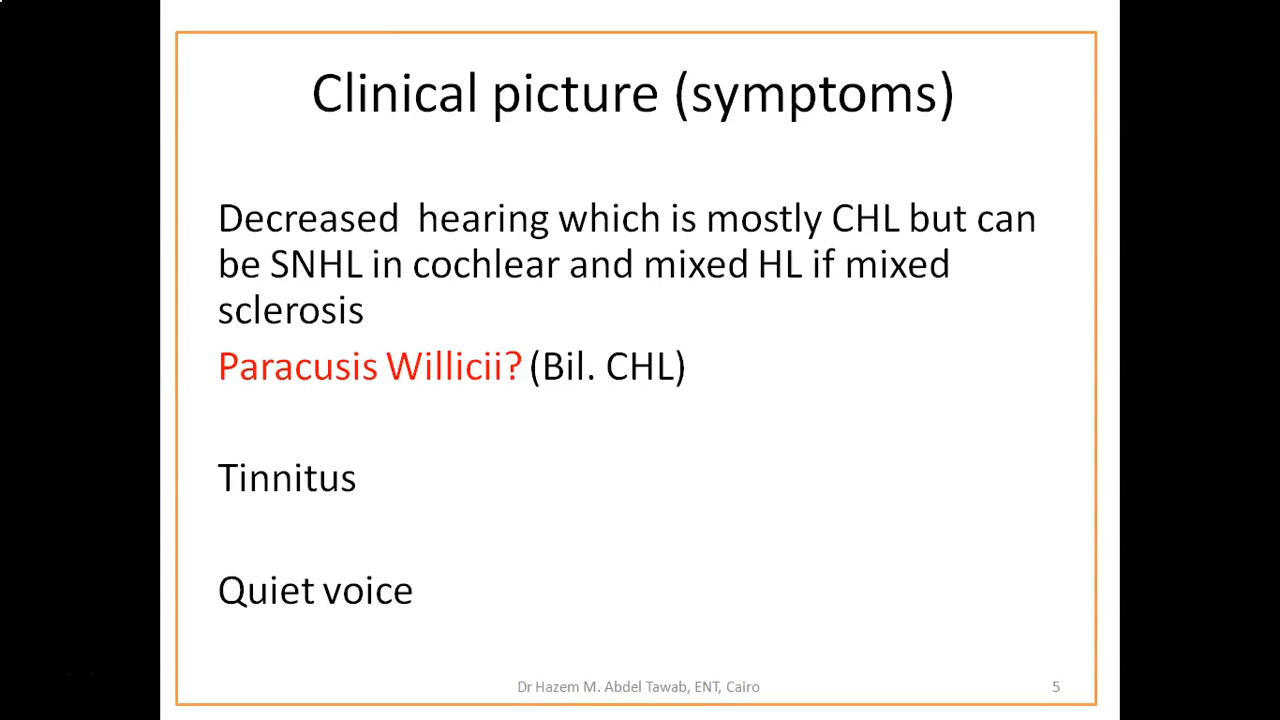 Clinical picture (symptoms)
Decreased hearing which is mostly CHL but can
be SNHL in cochlear and mixed HL if mixed
sclerosis
Paracusis Willicii? (Bil. CHL)
Tinnitus
Quiet voice
Dr Hazem M. Abdel Tawab, ENT, Cairo 5